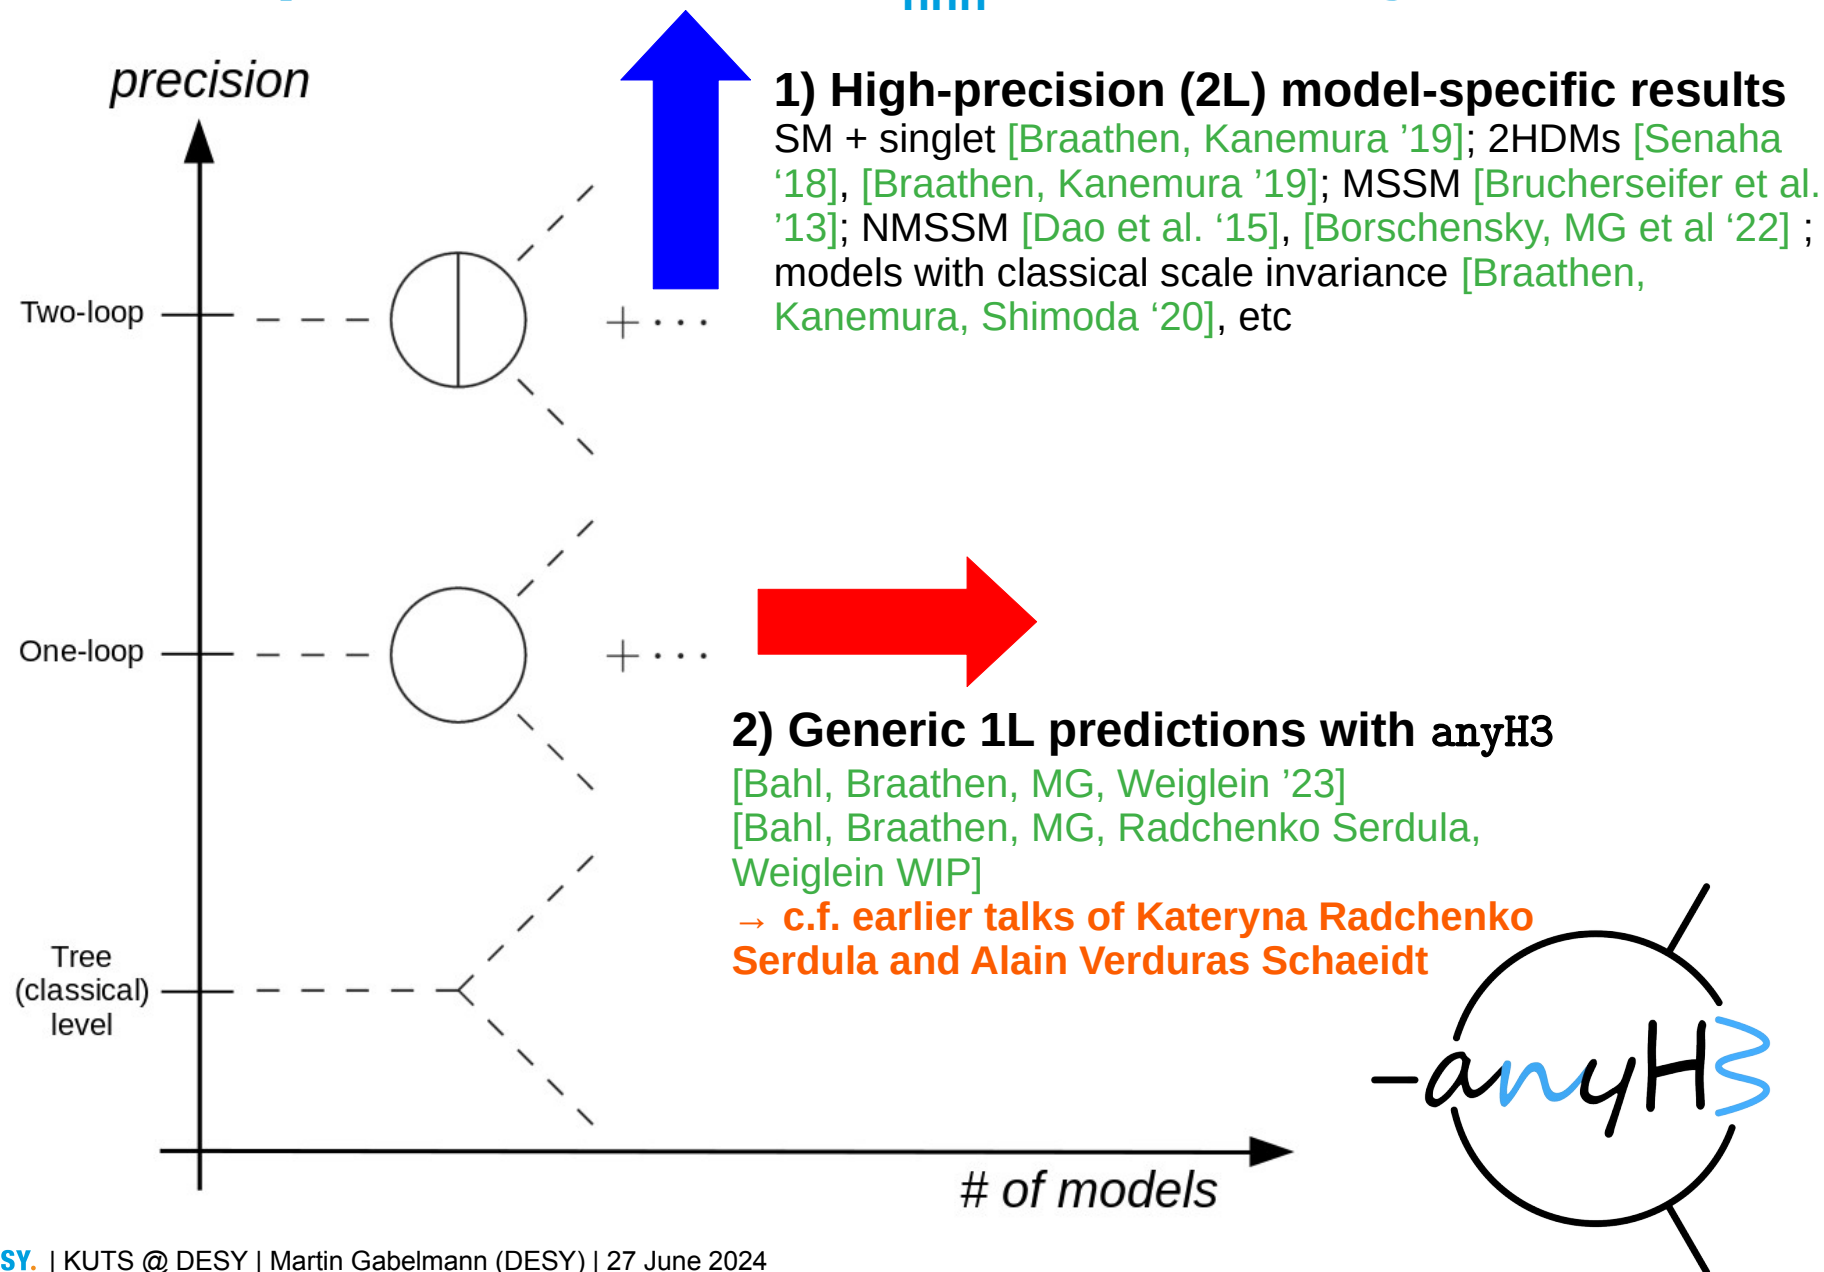 hhh
precision
1) High-precision (2L) model-specific results
SM + singlet [Braathen, Kanemura ’19]; 2HDMs [Senaha
‘18], [Braathen, Kanemura ’19]; MSSM [Brucherseifer et al.
’13]; NMSSM [Dao et al. ‘15], [Borschensky, MG et al ‘22] ;
models with classical scale invariance [Braathen,
Kanemura, Shimoda ‘20], etc
Two-loop
+ · · ·
One-loop
+ · · ·
2) Generic 1L predictions with anyH3
[Bahl, Braathen, MG, Weiglein ’23]
[Bahl, Braathen, MG, Radchenko Serdula,
Weiglein WIP]
→ c.f. earlier talks of Kateryna Radchenko
Serdula and Alain Verduras Schaeidt
Tree
(classical)
level
anyH3
# of models
SY. | KUTS @ DESY | Martin Gabelmann (DESY) | 27 June 2024